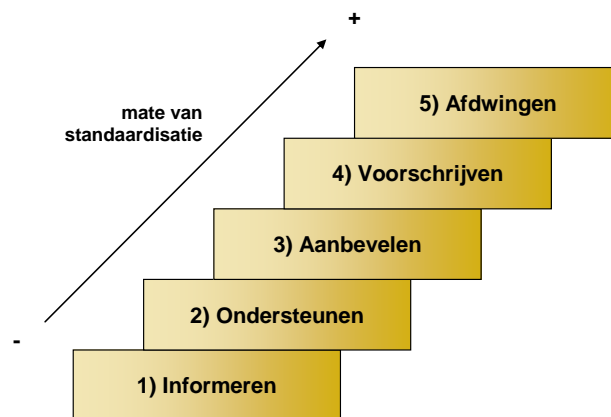 +
5) Afdwingen
mate van
standaardisatie
4) Voorschrijven
3) Aanbevelen
2) Ondersteunen
-
1) Informeren